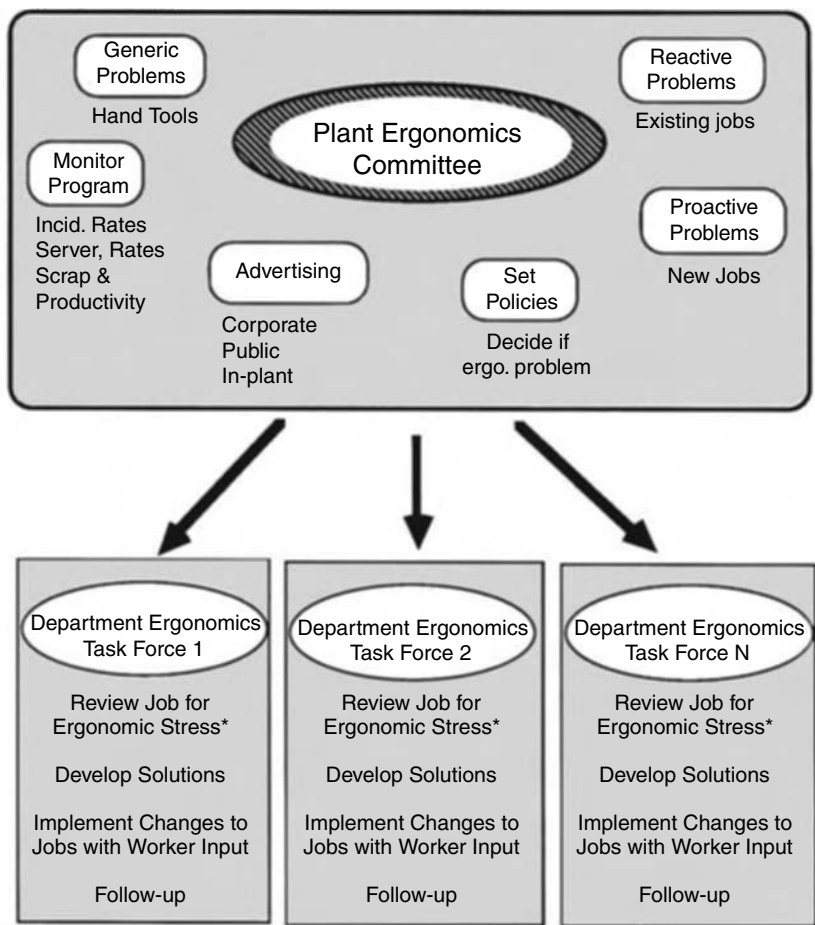 Generic
Problems
Hand Tools
Plant Ergonomics
Committee
Reactive
Problems
Existing jobs
Monitor
Program
Incid. Rates
Server, Rates
Scrap &
Productivity
Advertising
Corporate
Public
In-plant
Set
Policies
Decide if
ergo. problem
Proactive
Problems
New Jobs
Department Ergonomics
Task Force 1
Review Job for
Ergonomic Stress*
Develop Solutions
Implement Changes to
Jobs with Worker Input
Follow-up
Department Ergonomics
Task Force 2
Review Job for
Ergonomic Stress*
Develop Solutions
Implement Changes to
Jobs with Worker Input
Follow-up
Department Ergonomics
Task Force N
Review Job for
Ergonomic Stress*
Develop Solutions
Implement Changes to
Jobs with Worker Input
Follow-up